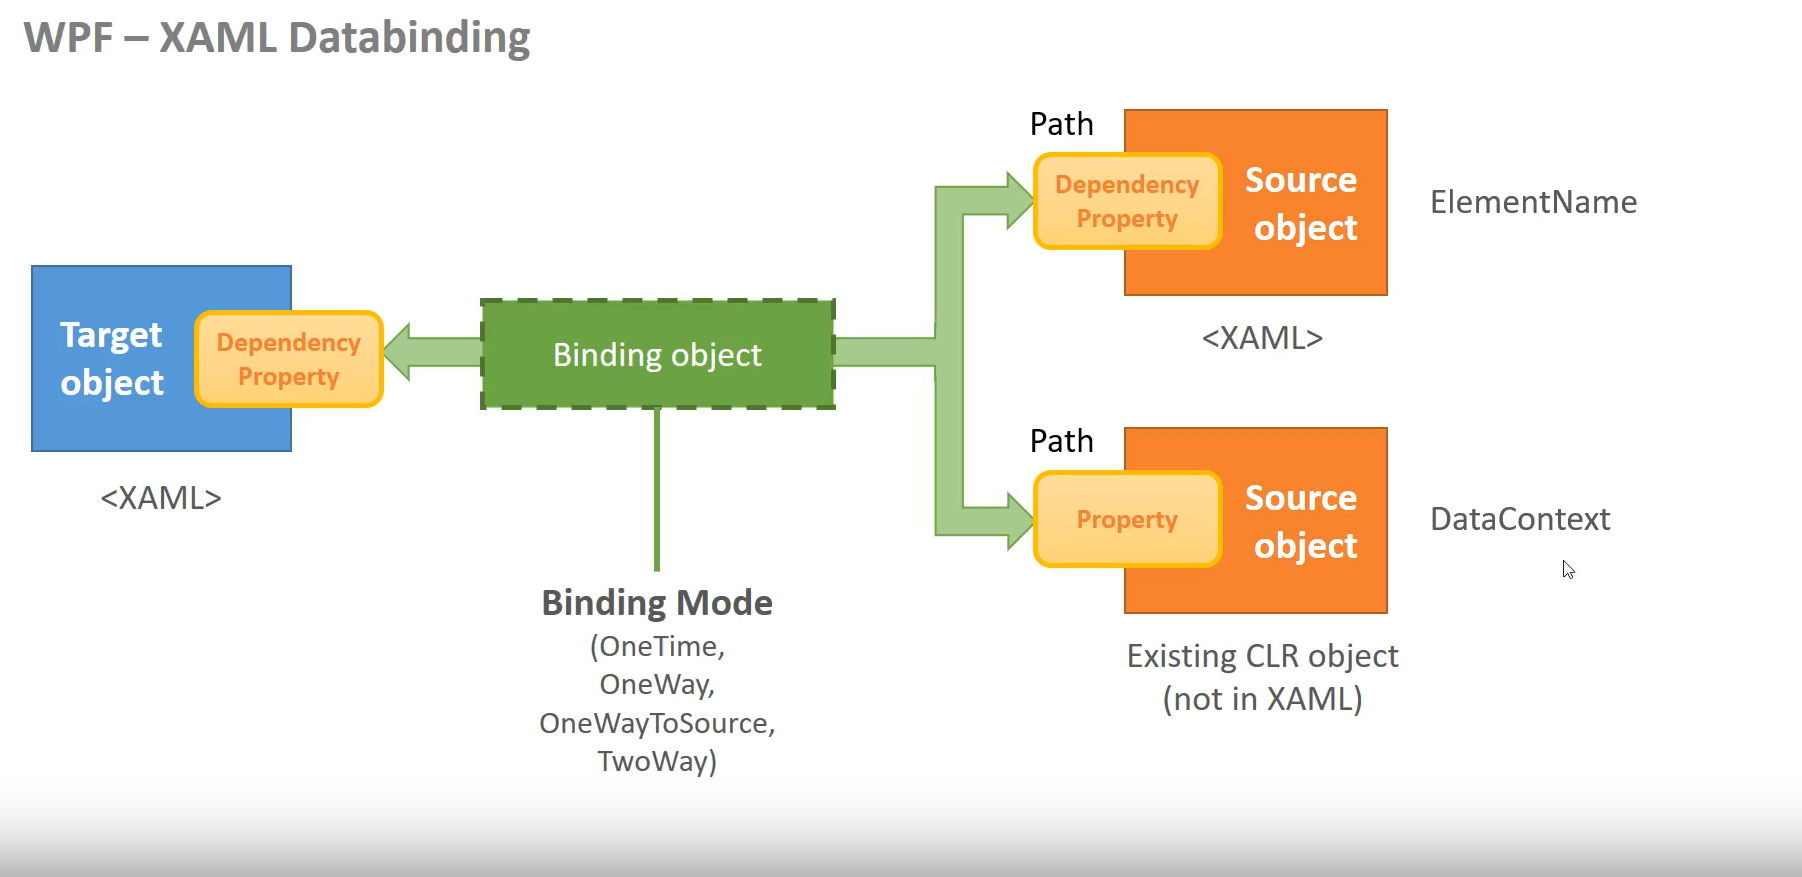 WPF – XAML Databinding
Path
Dependency
Property
Source
object
ElementName
<XAML>
Target
object
Dependency
Property
<XAML>
Binding object
Binding Mode
(OneTime,
OneWay,
OneWayToSource,
TwoWay)
Path
Property
Source
object
DataContext
Existing CLR object
(not in XAML)